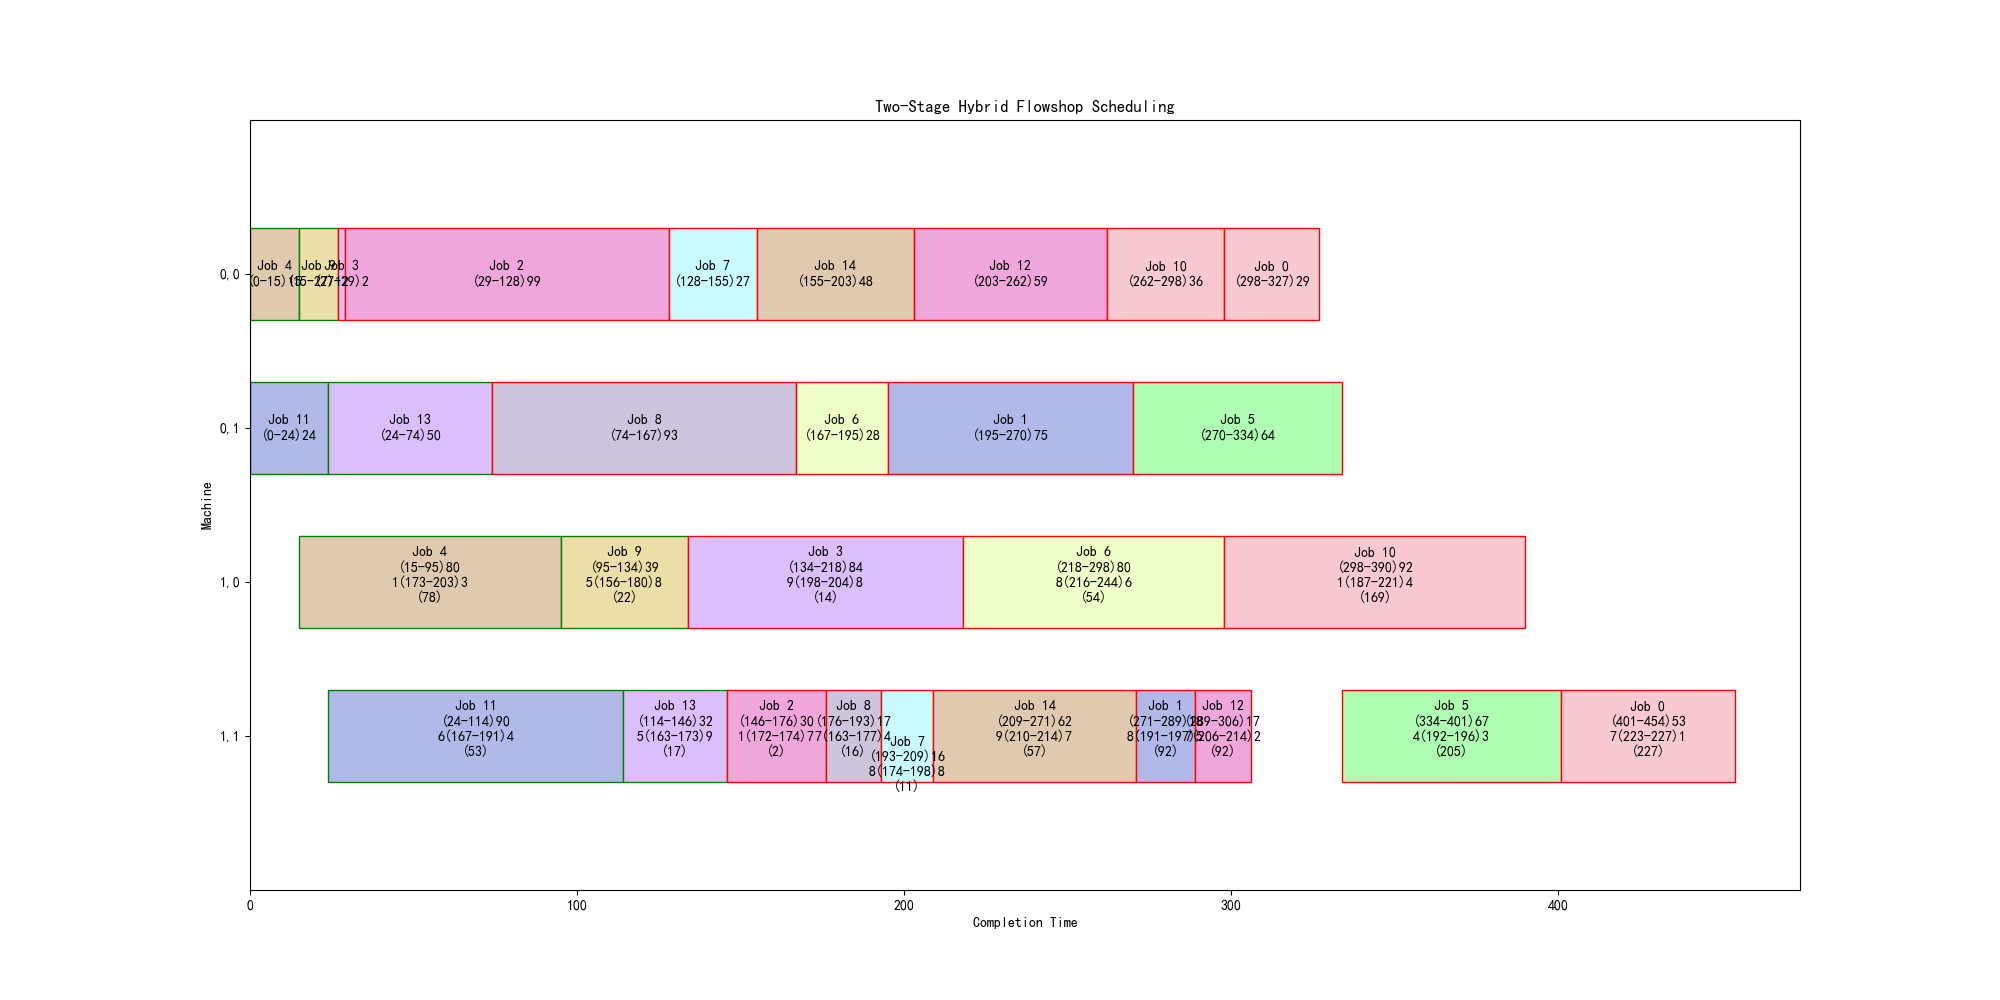 Two-Stage Hybrid Flowshop Scheduling
Machine
0,0
Job 4
(0-15)15
Job 9
(15-27)12
Job 3
(27-29)2
Job 2
(29-128)99
Job 7
(128-155)27
Job 14
(155-203)48
Job 12
(203-262)59
Job 10
(262-298)36
Job 0
(298-327)29
0,1
Job 11
(0-24)24
Job 13
(24-74)50
Job 8
(74-167)93
Job 6
(167-195)28
Job 1
(195-270)75
Job 5
(270-334)64
1,0
Job 4
(15-95)80
1(173-203)3
(78)
Job 9
(95-134)39
5(156-180)8
(22)
Job 3
(134-218)84
9(198-204)8
(14)
Job 6
(218-298)80
8(216-244)6
(54)
Job 10
(298-390)92
1(187-221)4
(169)
1,1
Job 11
(24-114)90
6(167-191)4
(53)
Job 13
(114-146)32
5(163-173)9
(17)
Job 2
(146-176)30
1(172-174)7
(2)
Job 8
(176-193)17
7(163-177)4
(16)
Job 7
(193-209)16
8(174-198)8
(11)
Job 14
(209-271)62
9(210-214)7
(57)
Job 1
(271-289)18
8(191-197)5
(92)
Job 12
(289-306)17
(206-214)2
(92)
Job 5
(334-401)67
4(192-196)3
(205)
Job 0
(401-454)53
7(223-227)1
(227)
0
100
200
300
400
Completion Time